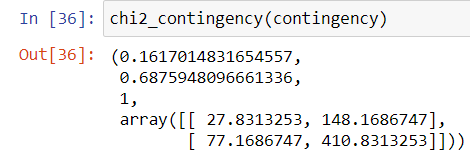 In [36]: chi2_contingency(contingency)
Out[36]: (0.1617014831654557,
0.6875948096661336,
1,
array([[ 27.8313253, 148.1686747],
[ 77.1686747, 410.8313253]]))